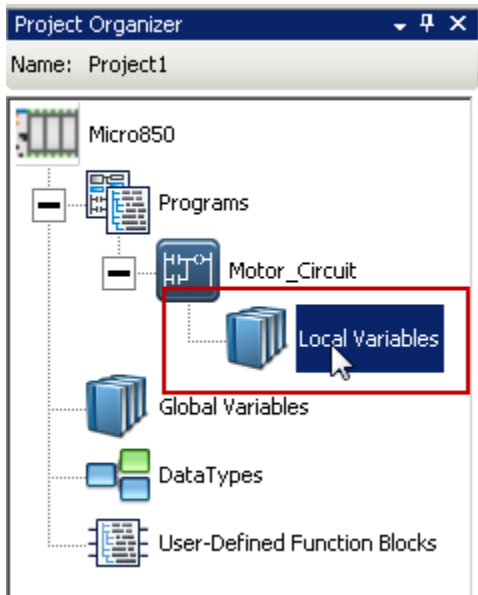 Project Organizer
Name: Project1
Micro850
Programs
Motor_Circuit
Local Variables
Global Variables
DataTypes
User-Defined Function Blocks